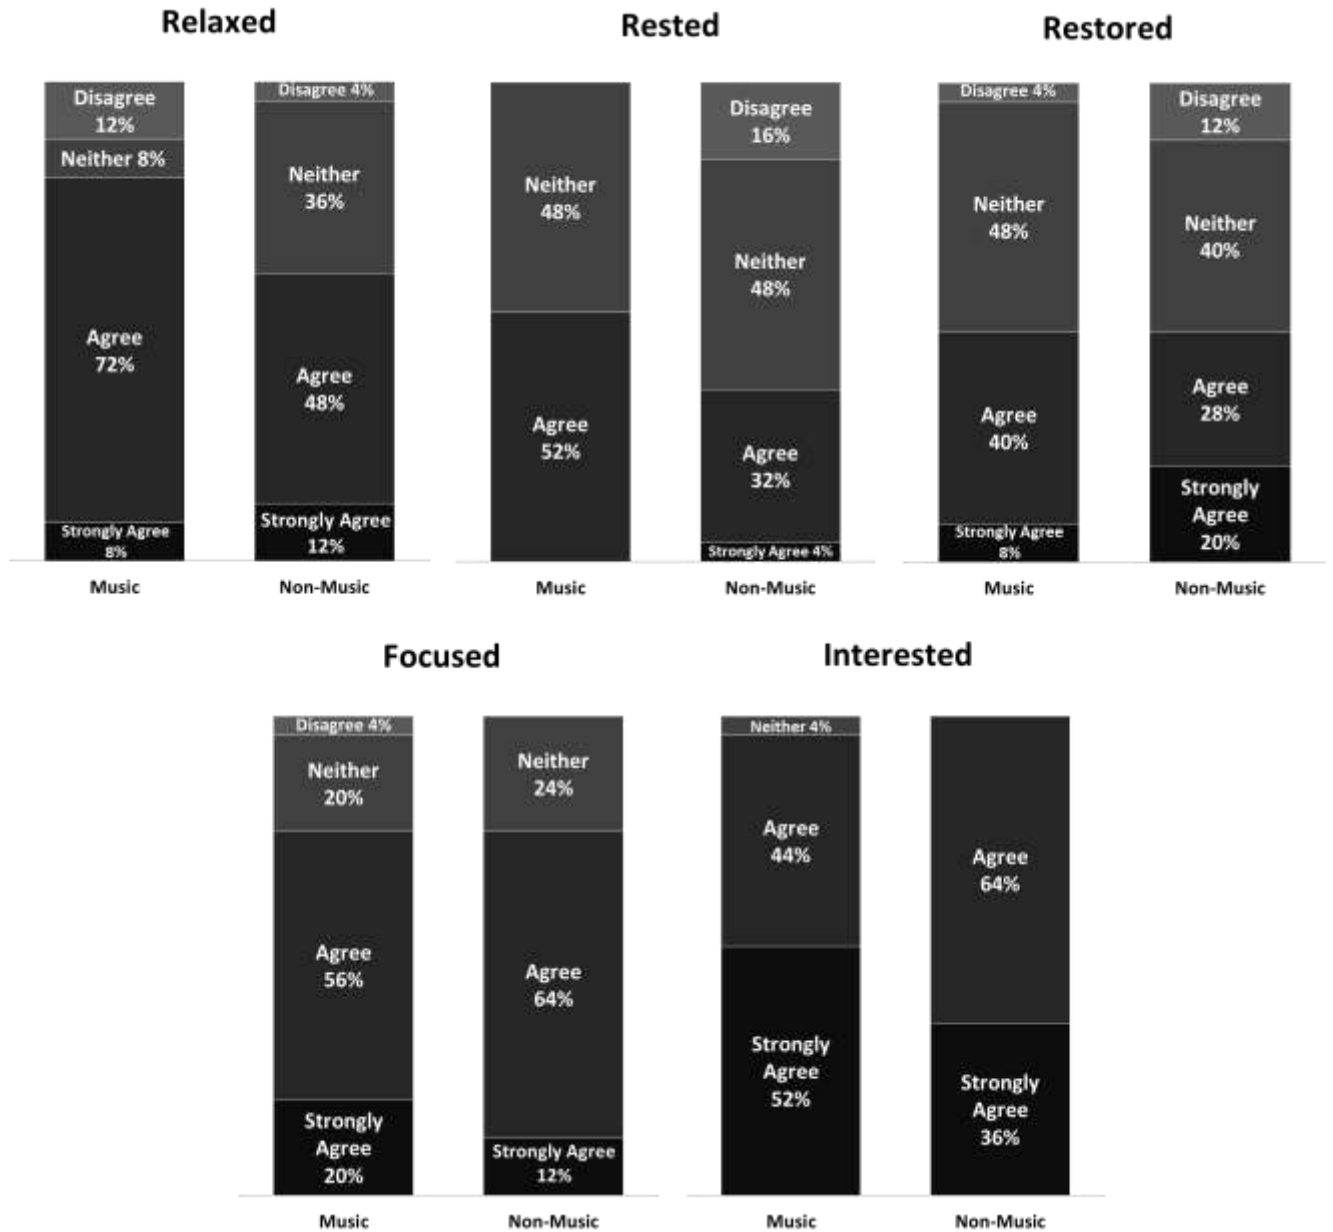 Relaxed
Disagree
12%
Neither 8%
Agree
72%
Strongly Agree
8%
Music
Disagree 4%
Neither
36%
Agree
48%
Strongly Agree
12%
Non-Music
Rested
Neither
48%
Agree
52%
Music
Disagree
16%
Neither
48%
Agree
32%
Strongly Agree 4%
Non-Music
Restored
Disagree 4%
Neither
48%
Agree
40%
Strongly Agree
8%
Music
Disagree
12%
Neither
40%
Agree
28%
Strongly
Agree
20%
Non-Music
Focused
Disagree 4%
Neither
20%
Agree
56%
Strongly
Agree
20%
Music
Neither
24%
Agree
64%
Strongly Agree
12%
Non-Music
Interested
Neither 4%
Agree
44%
Strongly
Agree
52%
Music
Agree
64%
Strongly
Agree
36%
Non-Music